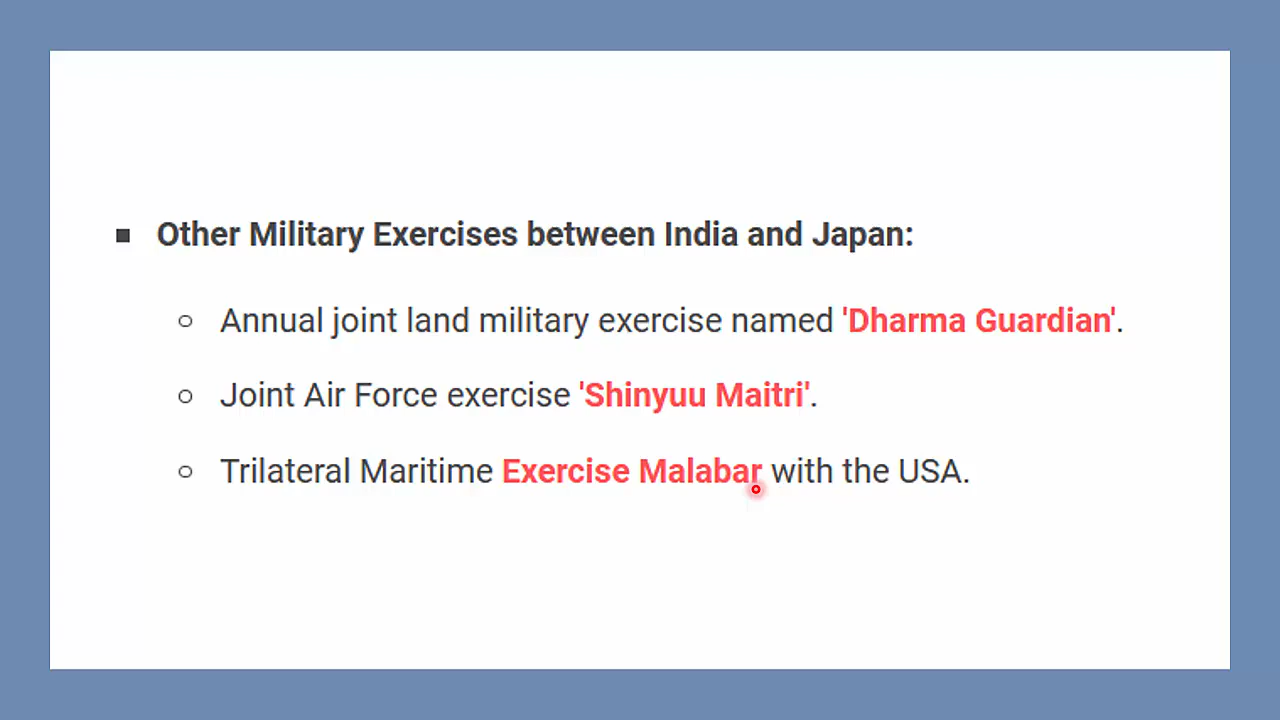 Other Military Exercises between India and Japan:
Annual joint land military exercise named 'Dharma Guardian'.
Joint Air Force exercise 'Shinyuu Maitri'.
Trilateral Maritime Exercise Malabar with the USA.